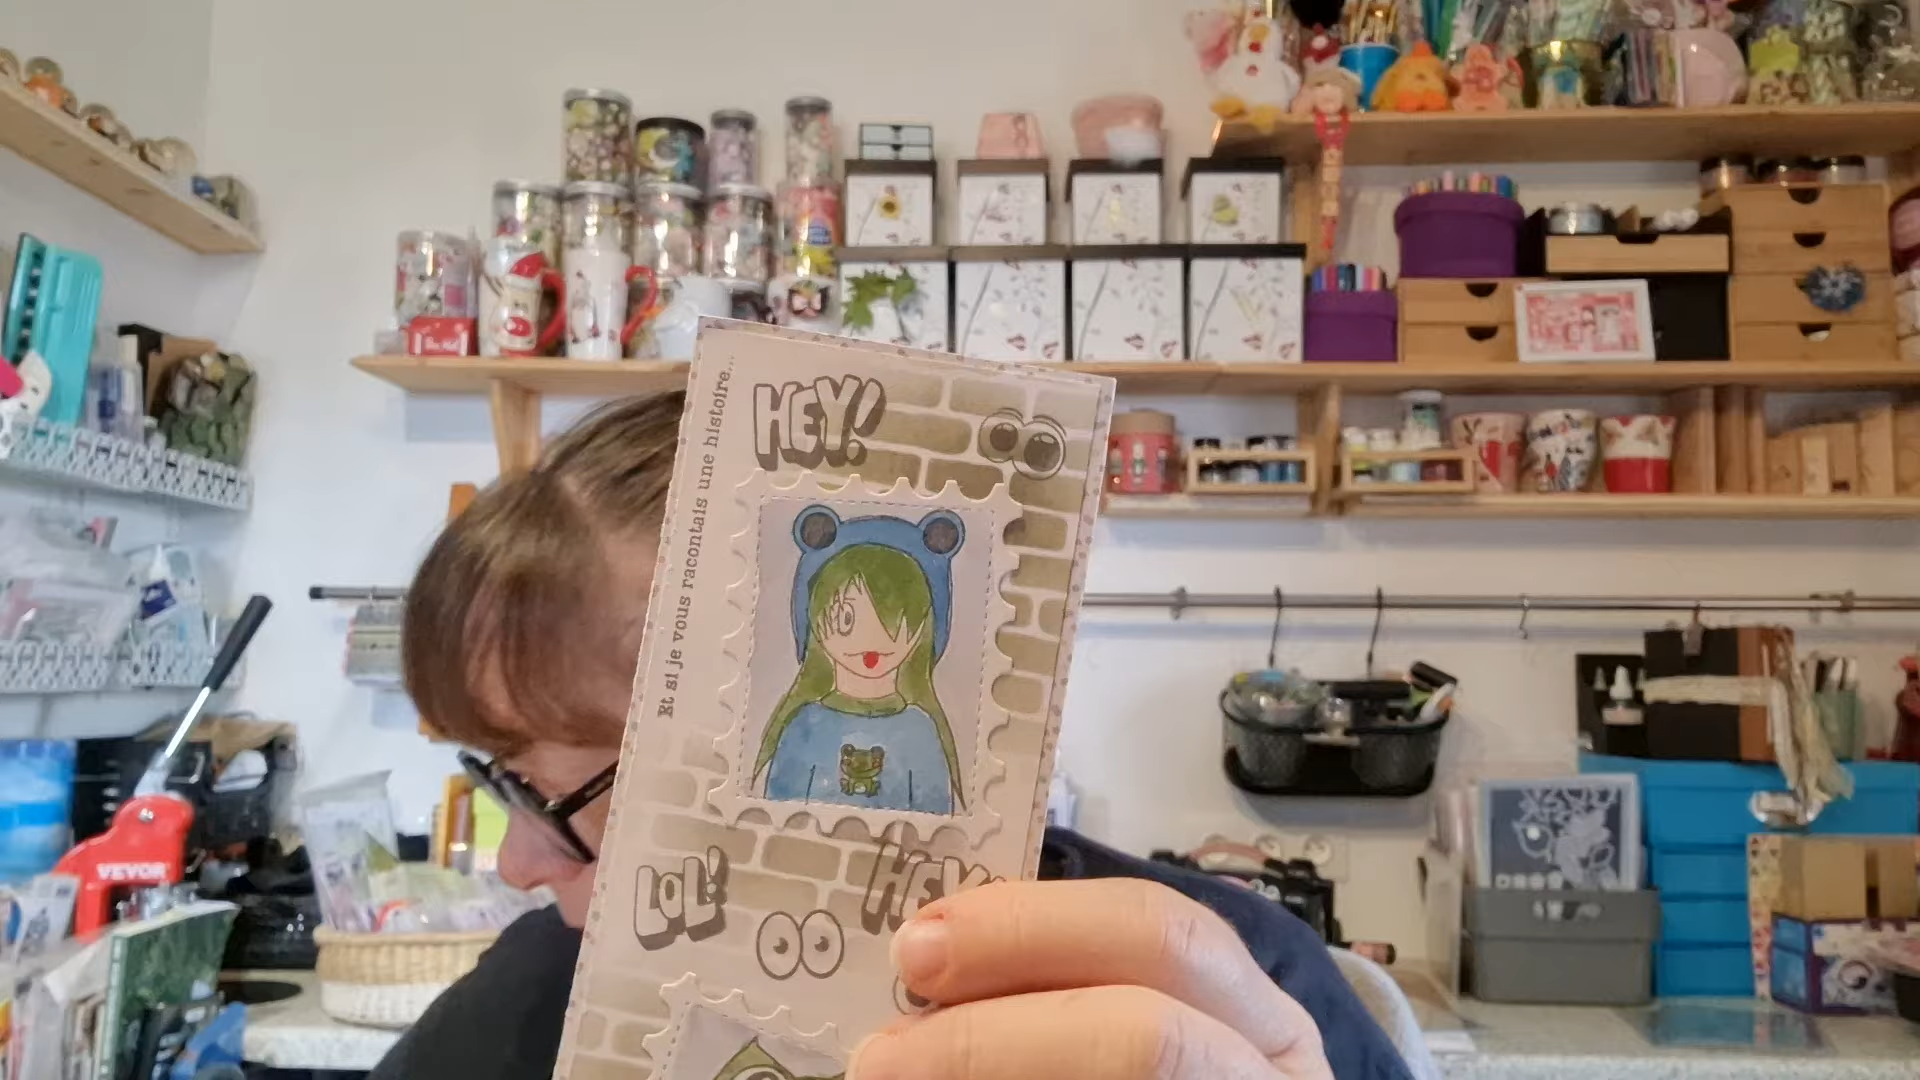 HEY!
Et si je vous racontais une histoire...
LOL!
HEY
VEVOR